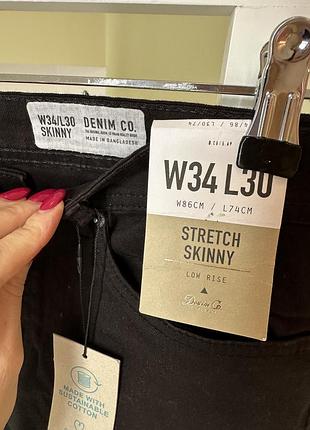 W34/L30
SKINNY
DENIM CO.
MADE IN BANGLADESH
W34 L30
W86CM / L74CM
STRETCH
SKINNY
LOW RISE
Denim Co.
MADE WITH
SUSTAINABLE
COTTON